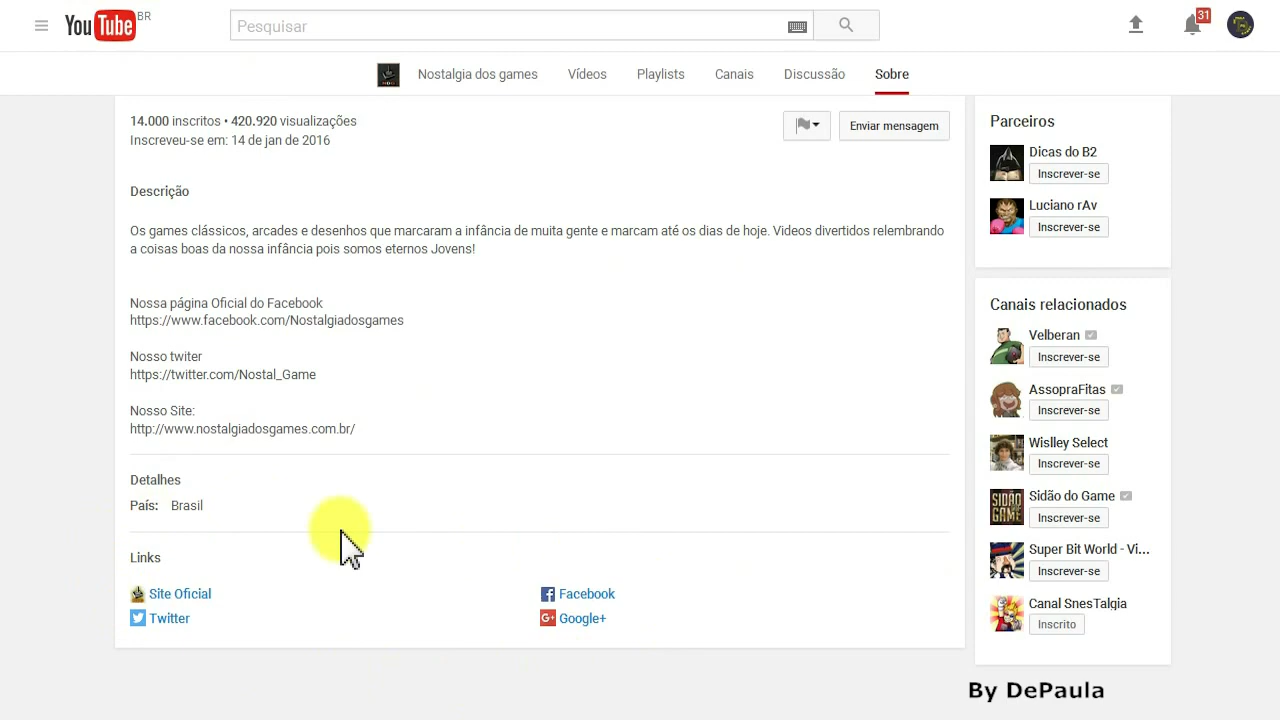 YouTube BR
Pesquisar
31
Nostalgia dos games
Vídeos
Playlists
Canais
Discussão
Sobre
14.000 inscritos • 420.920 visualizações
Inscreveu-se em: 14 de jan de 2016
Enviar mensagem
Descrição
Os games clássicos, arcades, desenhos que marcaram a infância de muita gente e marcam até os dias de hoje. Videos divertidos relembrando
a coisas boas da nossa infância pois somos eternos Jovens!
Nossa página Oficial do Facebook
https://www.facebook.com/Nostalgiadosgames
Nosso twiter
https://twitter.com/Nostal_Game
Nosso Site:
http://www.nostalgiadosgames.com.br/
Detalhes
País: Brasil
Links
Site Oficial
Facebook
Twitter
Google+
Parceiros
Dicas do B2
Inscrever-se
Luciano rAv
Inscrever-se
Canais relacionados
Velberan
Inscrever-se
AssopraFitas
Inscrever-se
Wislley Select
Inscrever-se
SIDÃO
GAME
Sidão do Game
Inscrever-se
Super Bit World - Vi...
Inscrever-se
Canal SnesTalgia
Inscrito
By DePaula